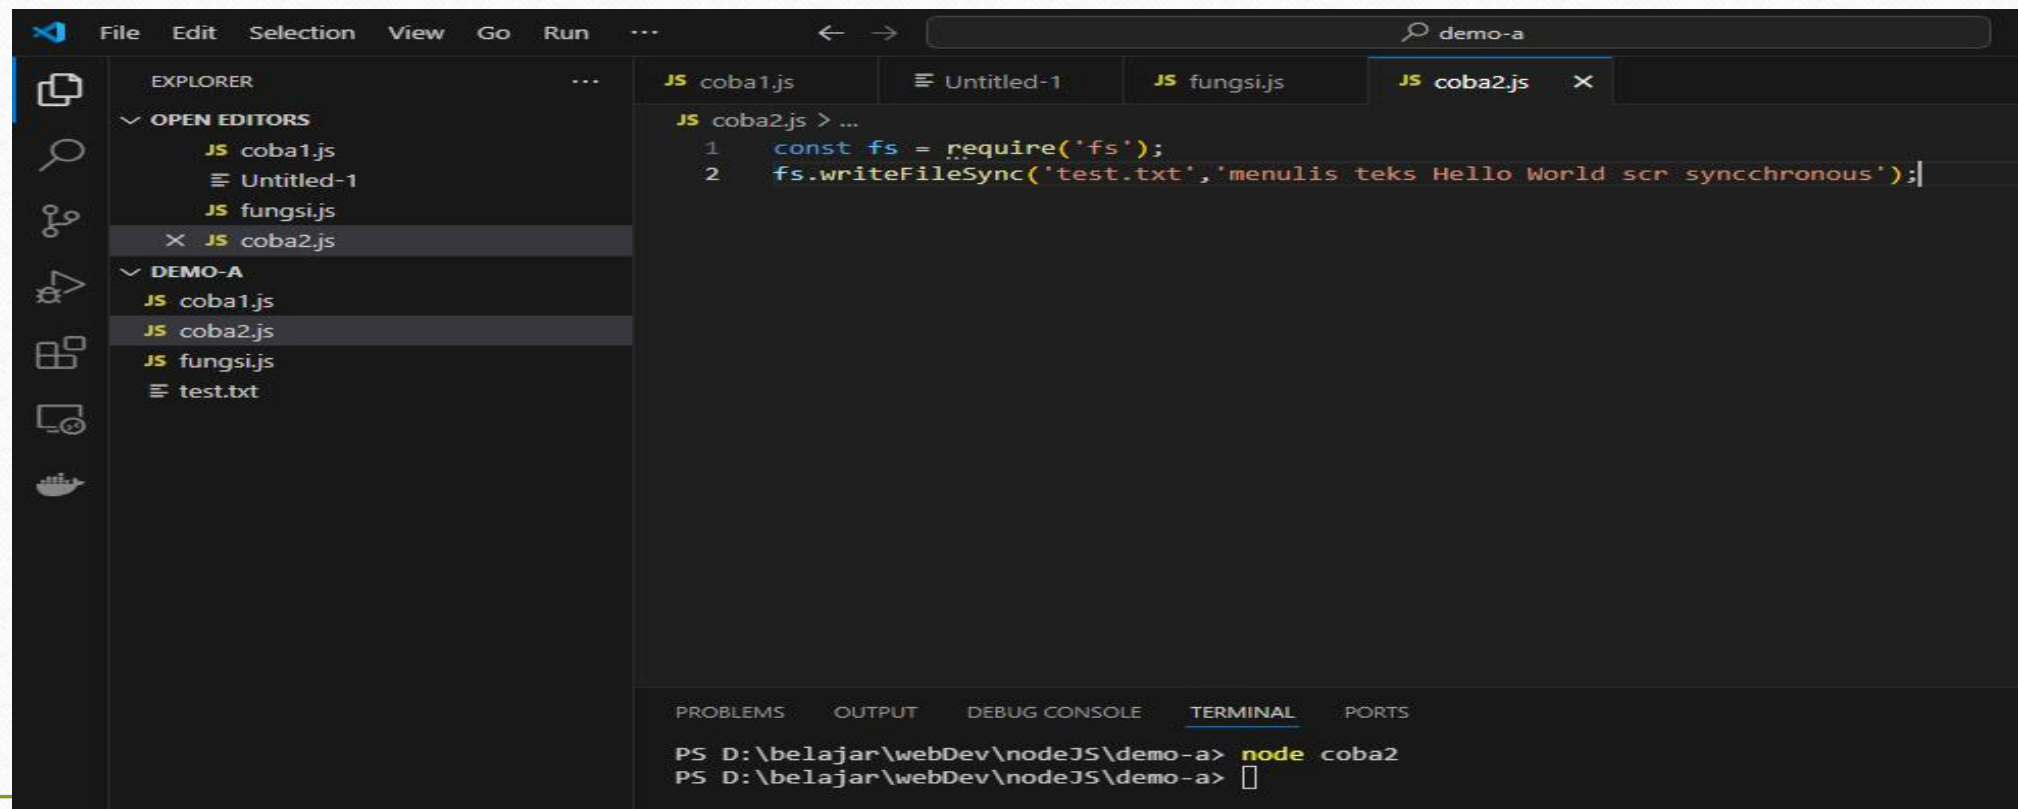 File Edit Selection View Go Run ···
demo-a
EXPLORER ···
OPEN EDITORS
JS coba1.js
Untitled-1
JS fungsi.js
JS coba2.js
DEMO-A
JS coba1.js
JS coba2.js
JS fungsi.js
test.txt
JS coba1.js Untitled-1 JS fungsi.js JS coba2.js
JS coba2.js > ...
1 const fs = require('fs');
2 fs.writeFileSync('test.txt','menulis teks Hello World scr syncchronous');
PROBLEMS OUTPUT DEBUG CONSOLE TERMINAL PORTS
PS D:\belajar\webDev\nodeJS\demo-a> node coba2
PS D:\belajar\webDev\nodeJS\demo-a>